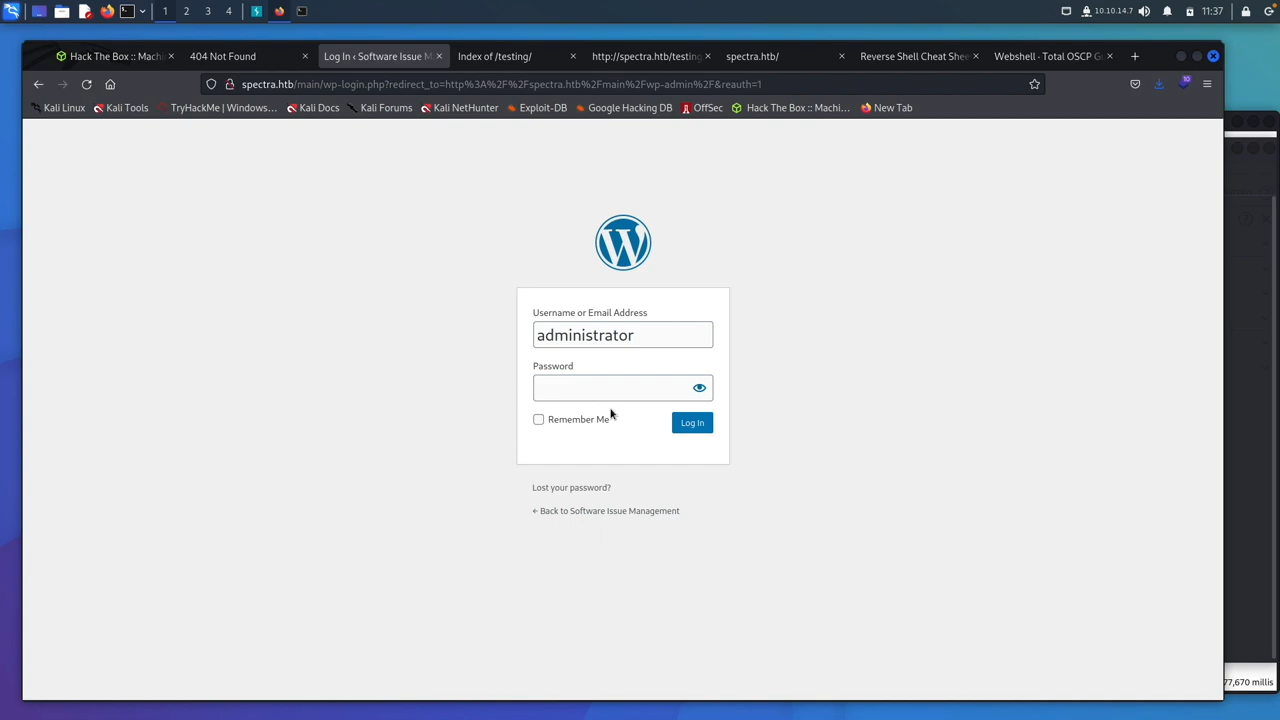 1 2 3 4 10.10.14.7 11:37
Hack The Box :: Machin 404 Not Found Log In ‹ Software Issue M Index of /testing/ http://spectra.htb/testing spectra.htb/ Reverse Shell Cheat Shee Webshell - Total OSCP Gu
spectra.htb/main/wp-login.php?redirect_to=http%3A%2F%2Fspectra.htb%2Fmain%2Fwp-admin%2F&reauth=1 10
Kali Linux Kali Tools TryHackMe | Windows… Kali Docs Kali Forums Kali NetHunter Exploit-DB Google Hacking DB OffSec Hack The Box :: Machi… New Tab
Username or Email Address
administrator
Password
Remember Me
Log In
Lost your password?
← Back to Software Issue Management
77,670 millis